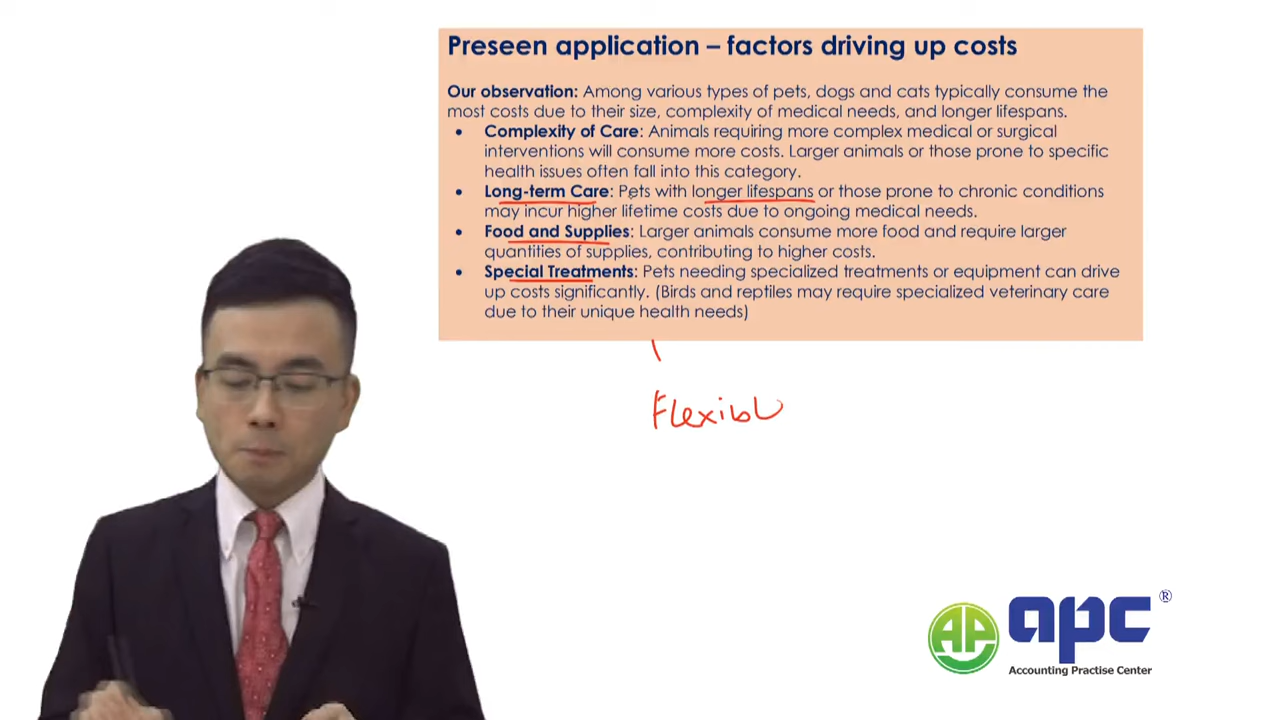 Preseen application – factors driving up costs
Our observation: Among various types of pets, dogs and cats typically consume the
most costs due to their size, complexity of medical needs, and longer lifespans.
• Complexity of Care: Animals requiring more complex medical or surgical
interventions will consume more costs. Larger animals or those prone to specific
health issues often fall into this category.
• Long-term Care: Pets with longer lifespans or those prone to chronic conditions
may incur higher lifetime costs due to ongoing medical needs.
• Food and Supplies: Larger animals consume more food and require larger
quantities of supplies, contributing to higher costs.
• Special Treatments: Pets needing specialized treatments or equipment can drive
up costs significantly. (Birds and reptiles may require specialized veterinary care
due to their unique health needs)
Flexibl
AP apc ®
Accounting Practise Center